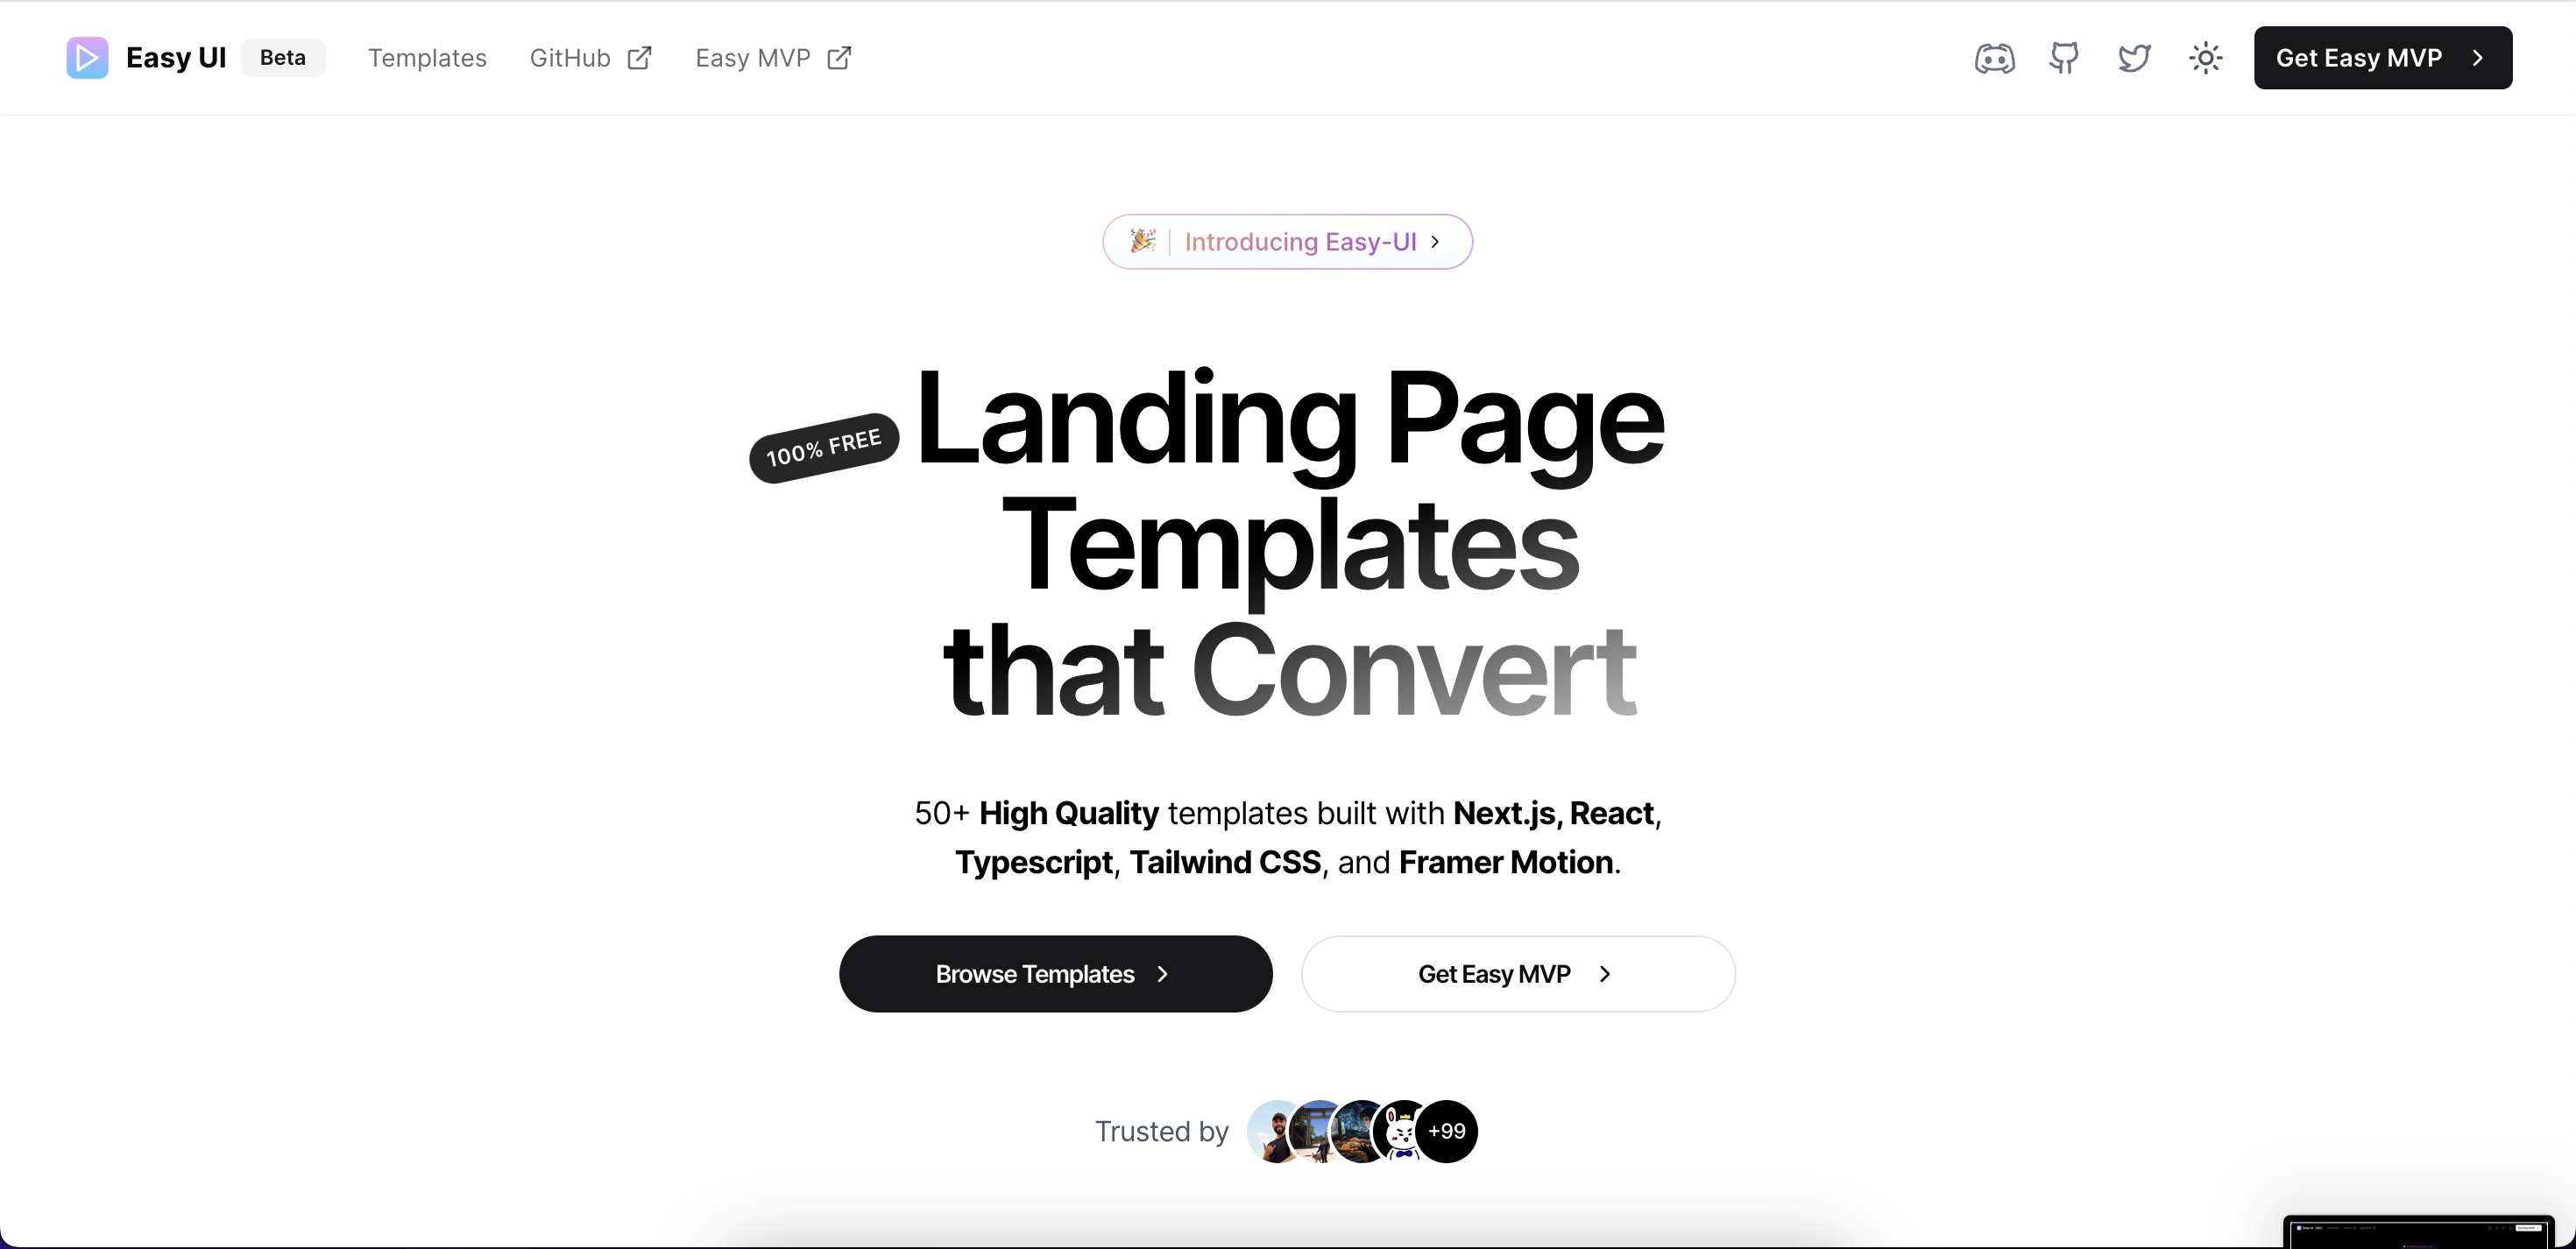 Easy UI Beta Templates GitHub Easy MVP Get Easy MVP
Introducing Easy-UI
100% FREE
Landing Page
Templates
that Convert
50+ High Quality templates built with Next.js, React,
Typescript, Tailwind CSS, and Framer Motion.
Browse Templates Get Easy MVP
Trusted by +99